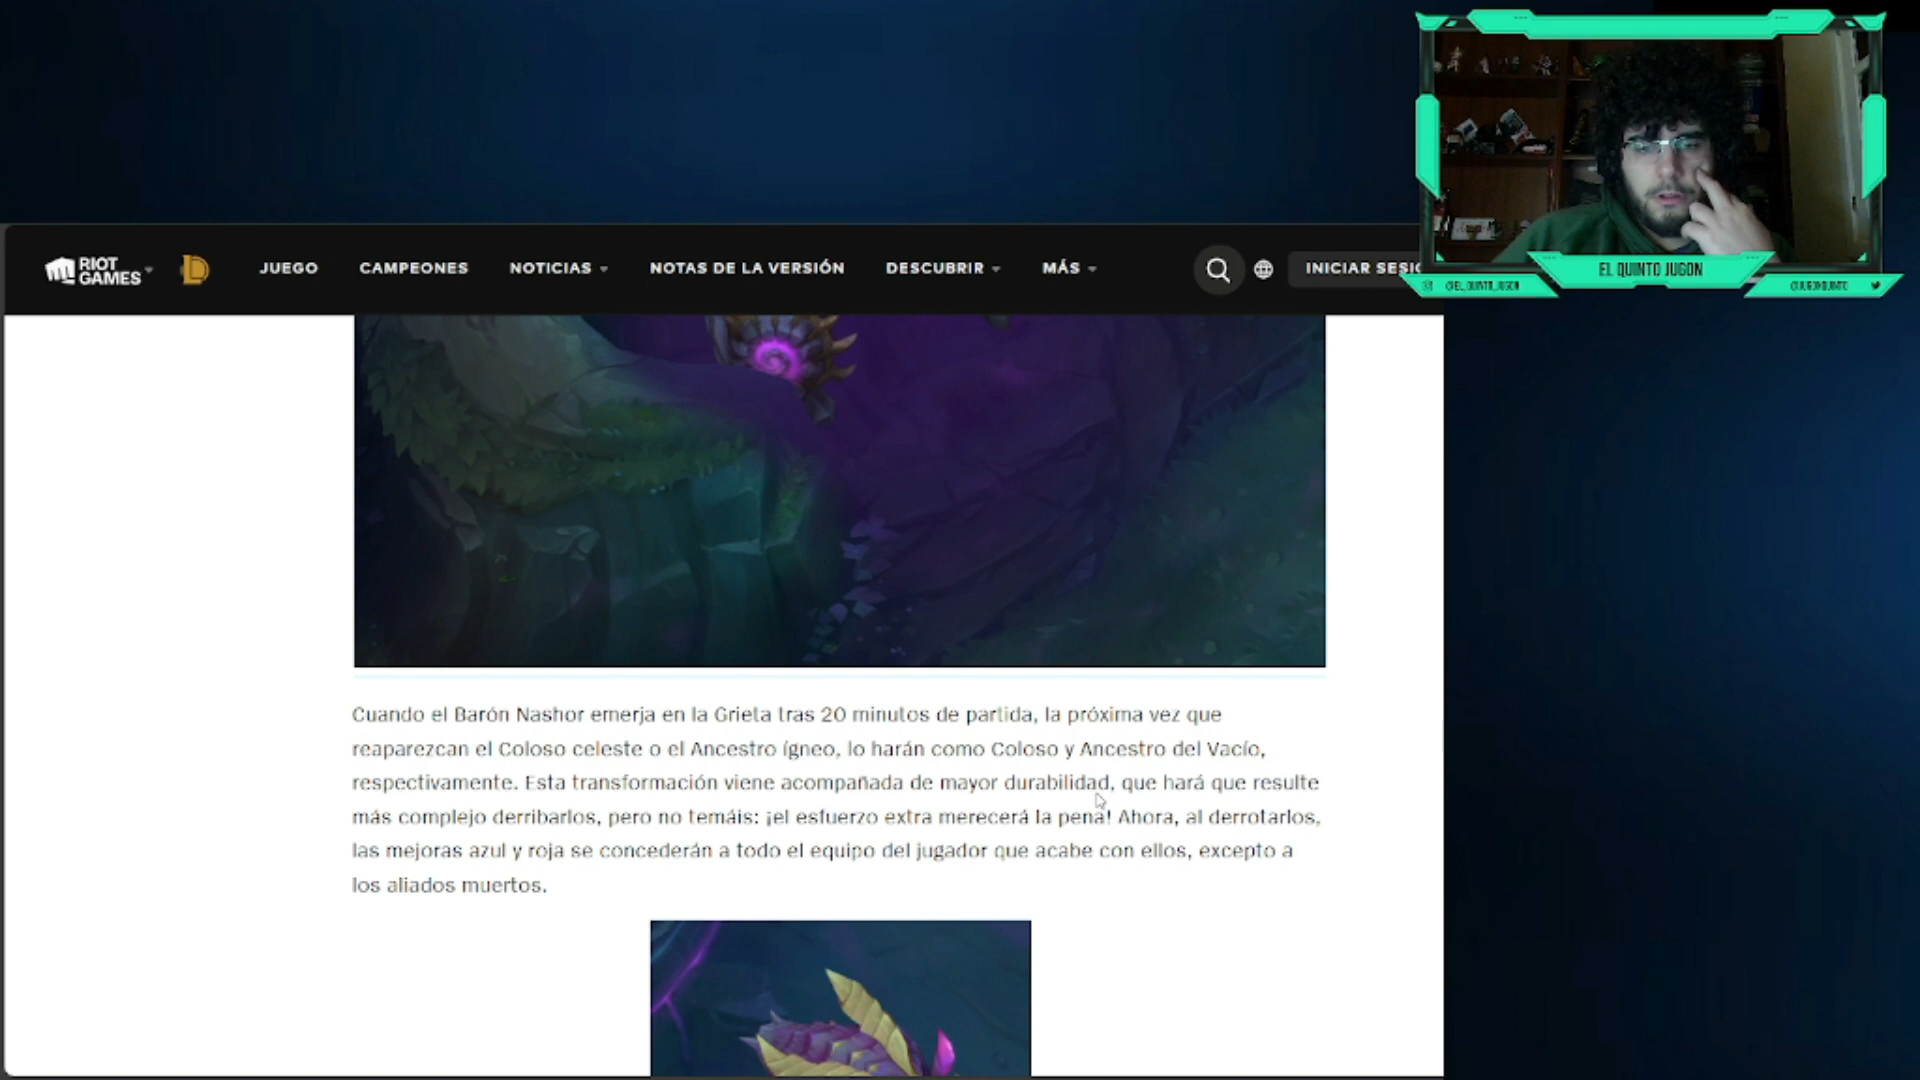 RIOT GAMES
JUEGO
CAMPEONES
NOTICIAS
NOTAS DE LA VERSIÓN
DESCUBRIR
MÁS
INICIAR
EL QUINTO JUGON
@EL_QUINTO_JUGON
@JUGONQUINTO
Cuando el Barón Nashor emerja en la Grieta tras 20 minutos de partida, la próxima vez que
reaparezcan el Coloso celeste o el Ancestro ígneo, lo harán como Coloso y Ancestro del Vacío,
respectivamente. Esta transformación viene acompañada de mayor durabilidad, que hará que resulte
más complejo derribarlos, pero no temáis: ¡el esfuerzo extra merecerá la pena! Ahora, al derrotarlos,
las mejoras azul y roja se concederán a todo el equipo del jugador que acabe con ellos, excepto a
los aliados muertos.